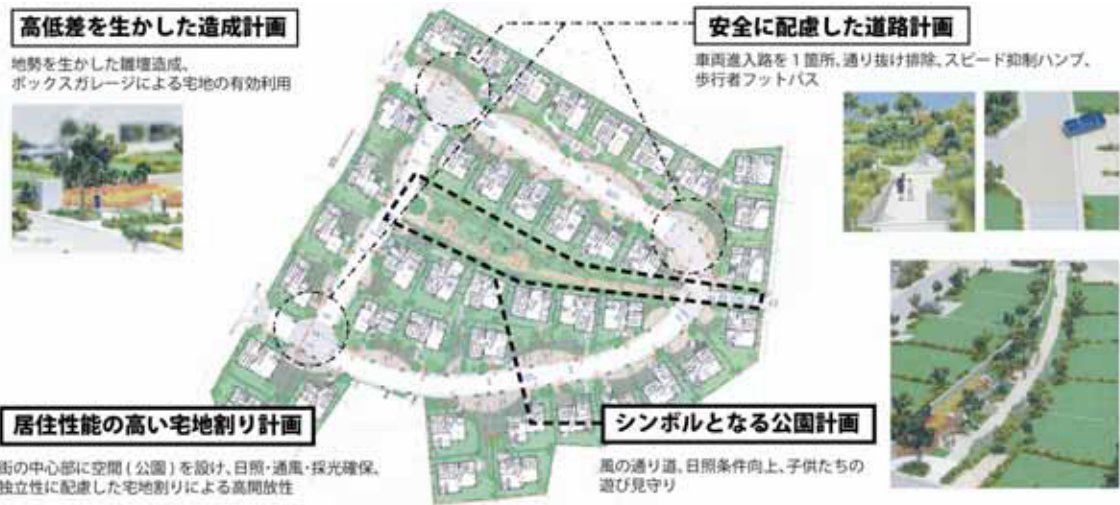 高低差を生かした造成計画
地勢を生かした雛壇造成、
ボックスガレージによる宅地の有効利用
安全に配慮した道路計画
車両進入路を1箇所、通り抜け排除、スピード抑制ハンプ、
歩行者フットパス
居住性能の高い宅地割り計画
街の中心部に空間(公園)を設け、日照・通風・採光確保、
独立性に配慮した宅地割りによる高開放性
シンボルとなる公園計画
風の通り道、日照条件向上、子供たちの
遊び見守り